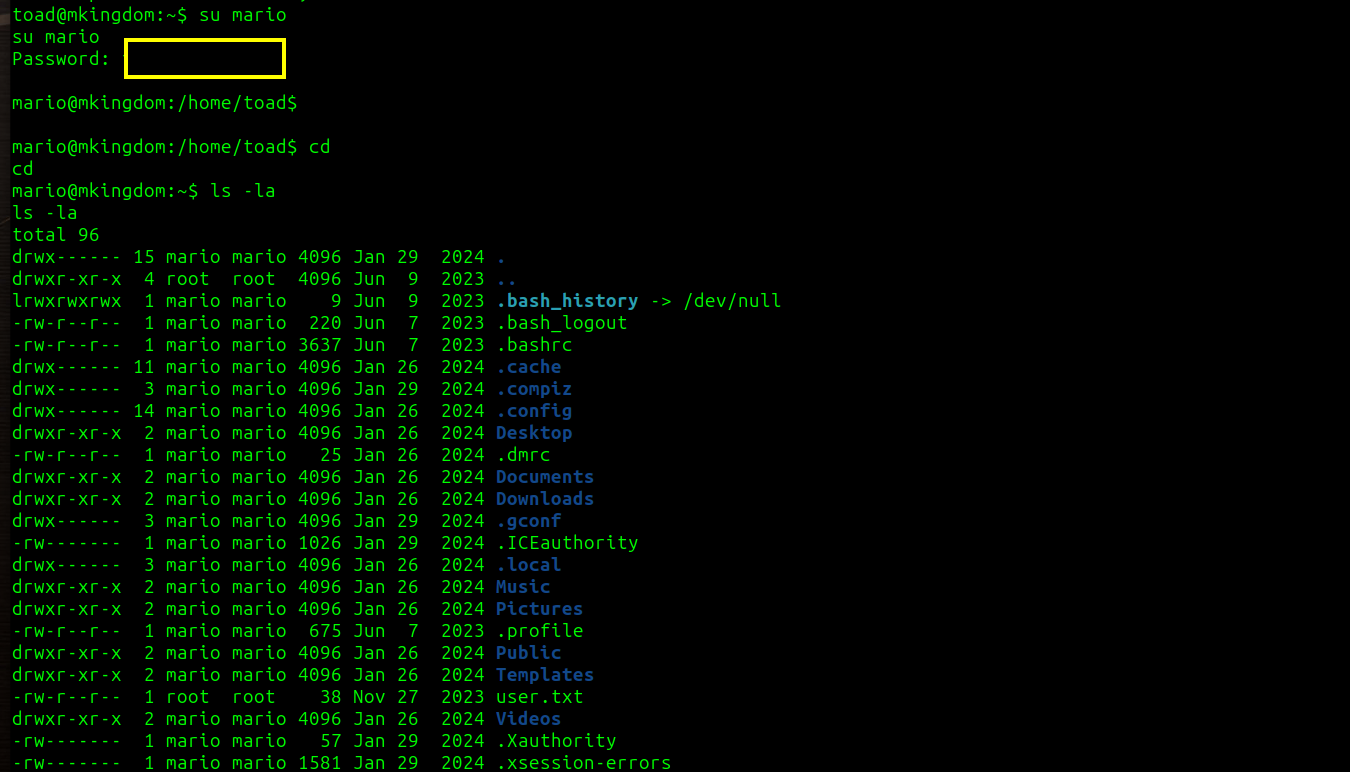 toad@mkingdom:~$ su mario
su mario
Password:
mario@mkingdom:/home/toad$
mario@mkingdom:/home/toad$ cd
cd
mario@mkingdom:~$ ls -la
ls -la
total 96
drwx------ 15 mario mario 4096 Jan 29  2024 .
drwxr-xr-x  4 root  root  4096 Jun  9  2023 ..
lrwxrwxrwx  1 mario mario    9 Jun  9  2023 .bash_history -> /dev/null
-rw-r--r--  1 mario mario  220 Jun  7  2023 .bash_logout
-rw-r--r--  1 mario mario 3637 Jun  7  2023 .bashrc
drwx------ 11 mario mario 4096 Jan 26  2024 .cache
drwx------  3 mario mario 4096 Jan 29  2024 .compiz
drwx------ 14 mario mario 4096 Jan 26  2024 .config
drwxr-xr-x  2 mario mario 4096 Jan 26  2024 Desktop
-rw-r--r--  1 mario mario   25 Jan 26  2024 .dmrc
drwxr-xr-x  2 mario mario 4096 Jan 26  2024 Documents
drwxr-xr-x  2 mario mario 4096 Jan 26  2024 Downloads
drwx------  3 mario mario 4096 Jan 29  2024 .gconf
-rw-------  1 mario mario 1026 Jan 29  2024 .ICEauthority
drwx------  3 mario mario 4096 Jan 26  2024 .local
drwxr-xr-x  2 mario mario 4096 Jan 26  2024 Music
drwxr-xr-x  2 mario mario 4096 Jan 26  2024 Pictures
-rw-r--r--  1 mario mario  675 Jun  7  2023 .profile
drwxr-xr-x  2 mario mario 4096 Jan 26  2024 Public
drwxr-xr-x  2 mario mario 4096 Jan 26  2024 Templates
-rw-r--r--  1 root  root    38 Nov 27  2023 user.txt
drwxr-xr-x  2 mario mario 4096 Jan 26  2024 Videos
-rw-------  1 mario mario   57 Jan 29  2024 .Xauthority
-rw-------  1 mario mario 1581 Jan 29  2024 .xsession-errors